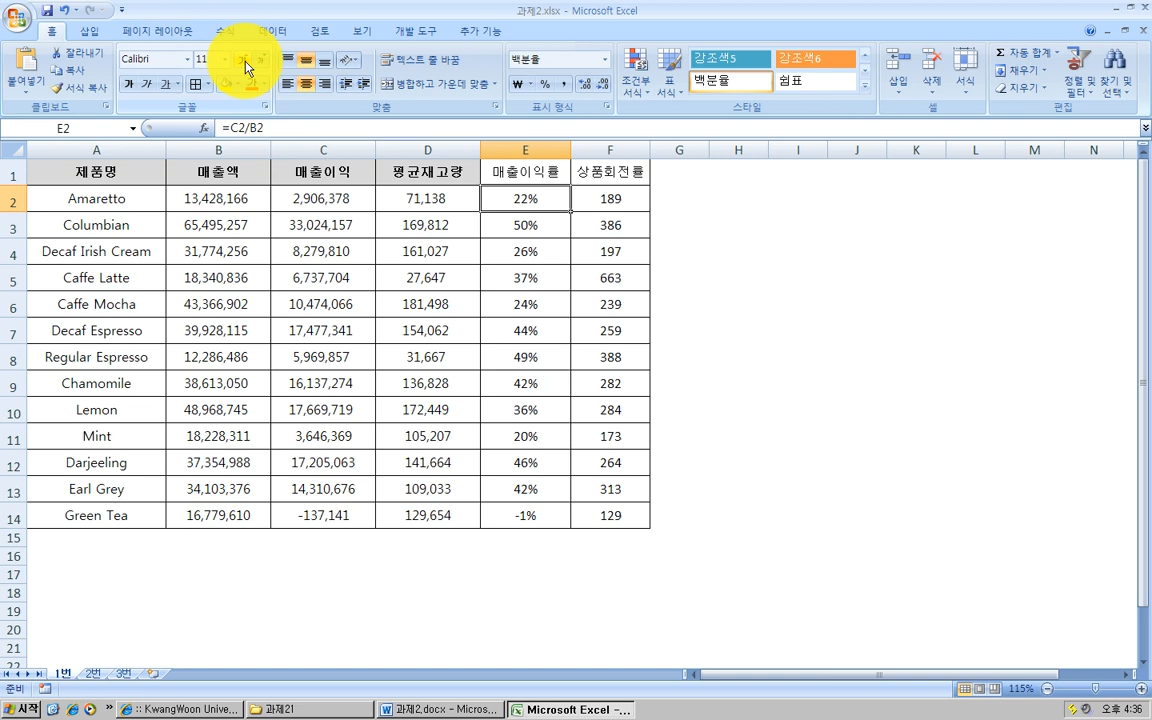 과제2.xlsx - Microsoft Excel
홈 삽입 페이지 레이아웃 수식 데이터 검토 보기 개발 도구 추가 기능
붙여넣기 잘라내기 복사 서식 복사 클립보드
Calibri 11 가 가 가 글꼴
텍스트 줄 바꿈 병합하고 가운데 맞춤 맞춤
백분율 ₩ % , 표시 형식
조건부 서식 표 서식 강조색5 강조색6 백분율 쉼표 스타일
삽입 삭제 서식 셀
Σ 자동 합계 채우기 지우기 정렬 및 필터 찾기 및 선택 편집
E2 fx =C2/B2
A B C D E F G H I J K L M N
1 제품명 매출액 매출이익 평균재고량 매출이익률 상품회전률
2 Amaretto 13,428,166 2,906,378 71,138 22% 189
3 Columbian 65,495,257 33,024,157 169,812 50% 386
4 Decaf Irish Cream 31,774,256 8,279,810 161,027 26% 197
5 Caffe Latte 18,340,836 6,737,704 27,647 37% 663
6 Caffe Mocha 43,366,902 10,474,066 181,498 24% 239
7 Decaf Espresso 39,928,115 17,477,341 154,062 44% 259
8 Regular Espresso 12,286,486 5,969,857 31,667 49% 388
9 Chamomile 38,613,050 16,137,274 136,828 42% 282
10 Lemon 48,968,745 17,669,719 172,449 36% 284
11 Mint 18,228,311 3,646,369 105,207 20% 173
12 Darjeeling 37,354,988 17,205,063 141,664 46% 264
13 Earl Grey 34,103,376 14,310,676 109,033 42% 313
14 Green Tea 16,779,610 -137,141 129,654 -1% 129
15
16
17
18
19
20
21
22
1번 2번 3번
준비 115%
시작 :: KwangWoon Unive... 과제21 과제2.docx - Micros... Microsoft Excel -... 오후 4:36